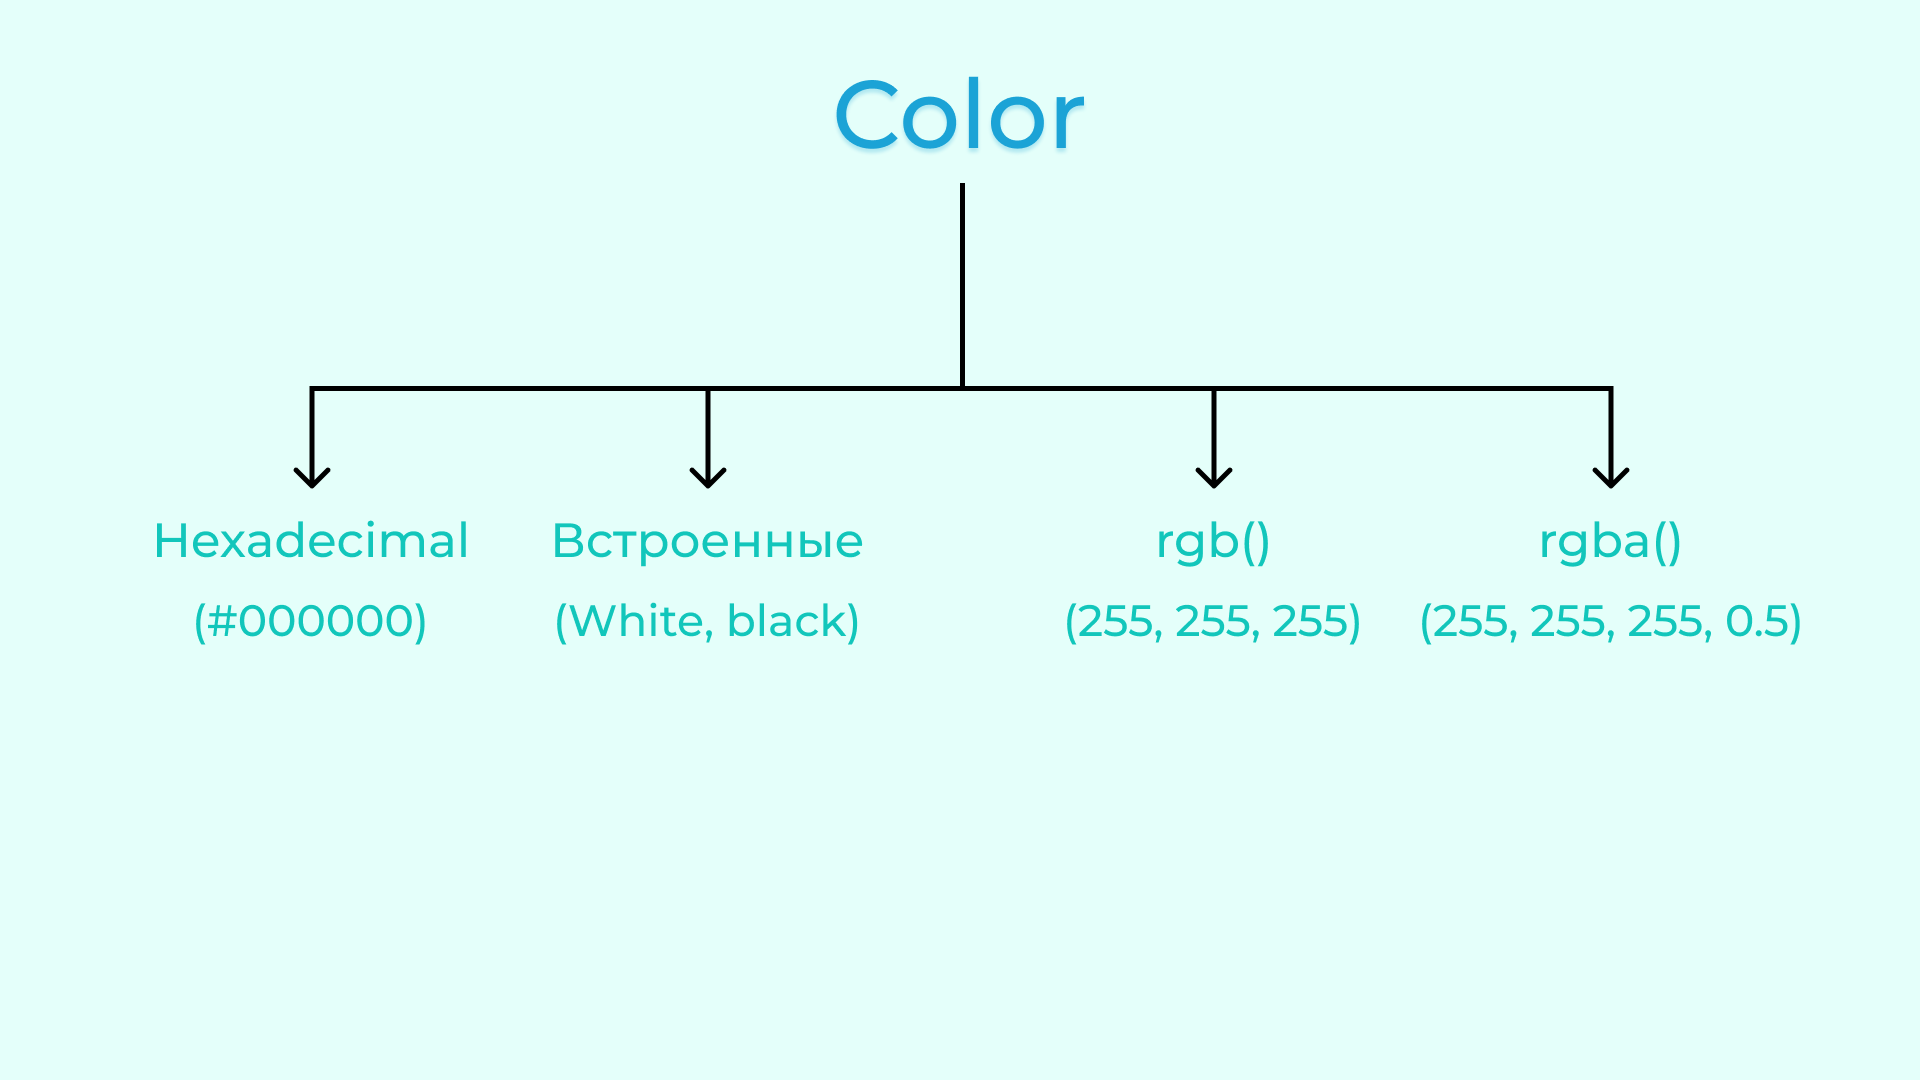 Color
Hexadecimal
(#000000)
Встроенные
(White, black)
rgb()
(255, 255, 255)
rgba()
(255, 255, 255, 0.5)